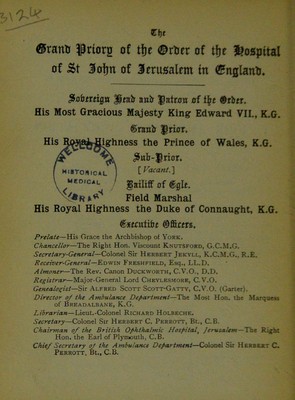 3124
The
Grand Priory of the Order of the Hospital
of St John of Jerusalem in England.
Sovereign Head and Patron of the Order.
His Most Gracious Majesty King Edward VII., K.G.
Grand Prior.
His Royal Highness the Prince of Wales, K.G.
Sub-Prior.
[Vacant.]
WELLCOME
HISTORICAL
MEDICAL
LIBRARY
Bailiff of Egle.
Field Marshal
His Royal Highness the Duke of Connaught, K.G.
Executive Officers.
Prelate—His Grace the Archbishop of YORK.
Chancellor—The Right Hon. Viscount KNUTSFORD, G.C.M.G.
Secretary-General—Colonel Sir HERBERT JEKYLL, K.C.M.G., R.E.
Receiver-General—EDWIN FRESHFIELD, Esq., LL.D.
Almoner—The Rev. Canon DUCKWORTH, C.V.O., D.D.
Registrar—Major-General Lord CHEYLESMORE, C.V.O.
Genealogist—Sir ALFRED SCOTT SCOTT-GATTY, C.V.O. (Garter).
Director of the Ambulance Department—The Most Hon. the Marquess
of BREADALBANE, K.G.
Librarian—Lieut.-Colonel RICHARD HOLBECHE.
Secretary—Colonel Sir HERBERT C. PERROTT, Bt., C.B.
Chairman of the British Ophthalmic Hospital, Jerusalem—The Right
Hon. the Earl of Plymouth, C.B.
Chief Secretary of the Ambulance Department—Colonel Sir HERBERT C.
PERROTT, Bt., C.B.